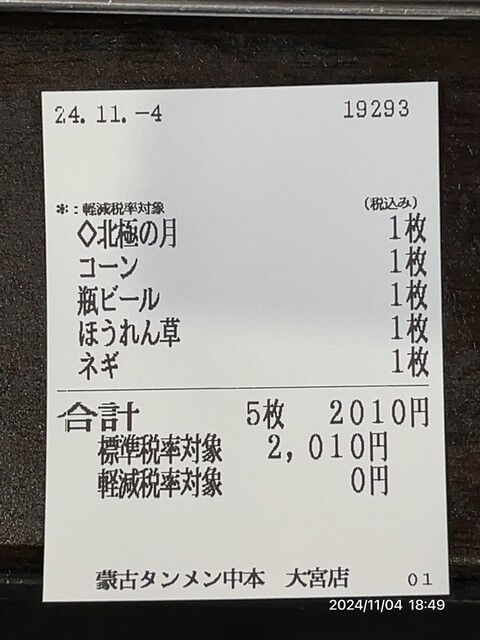 24.11.-4 19293
*:軽減税率対象 (税込み)
◇北極の月 1枚
コーン 1枚
瓶ビール 1枚
ほうれん草 1枚
ネギ 1枚
合計 5枚 2010円
標準税率対象 2,010円
軽減税率対象 0円
蒙古タンメン中本 大宮店 01
2024/11/04 18:49